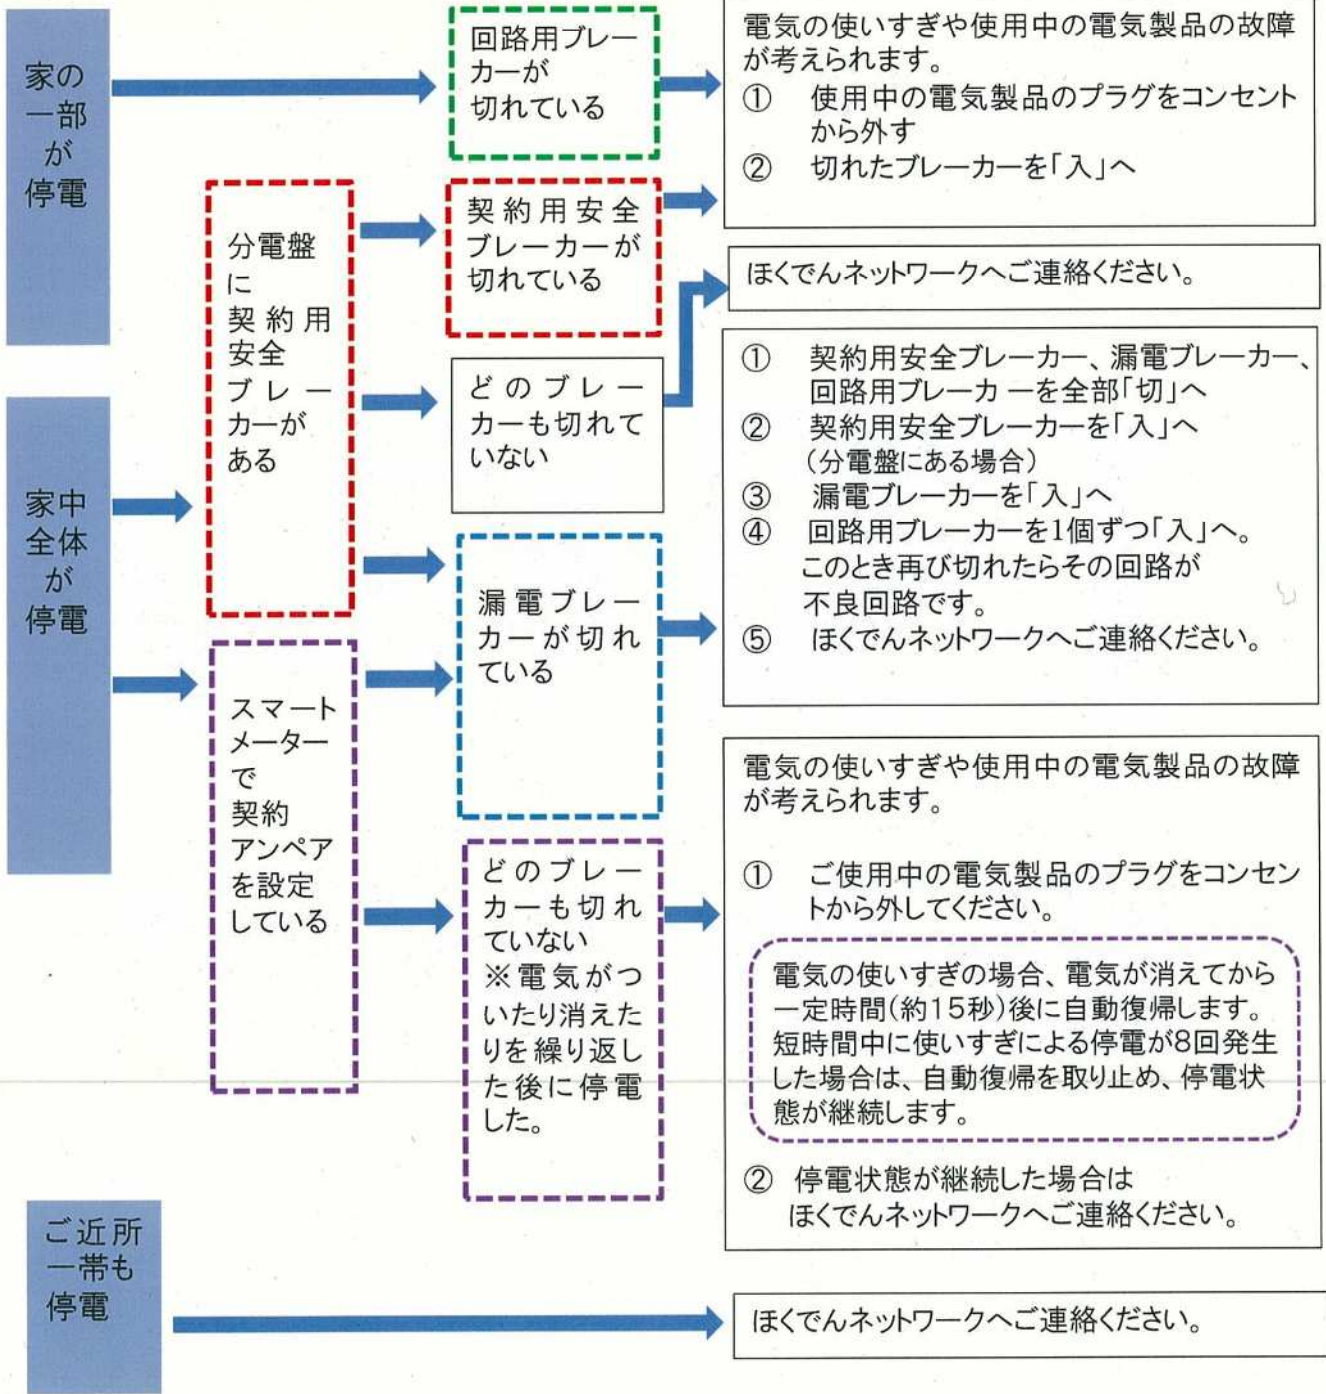 家の
一部
が
停電
回路用ブレー
カーが
切れている
電気の使いすぎや使用中の電気製品の故障
が考えられます。
① 使用中の電気製品のプラグをコンセント
から外す
② 切れたブレーカーを「入」へ
家中
全体
が
停電
分電盤
に
契約用
安全
ブレー
カーが
ある
契約用安全
ブレーカーが
切れている
どのブレー
カーも切れて
いない
ほくでんネットワークへご連絡ください。
スマート
メーター
で
契約
アンペア
を設定
している
漏電ブレー
カーが切れ
ている
① 契約用安全ブレーカー、漏電ブレーカー、
回路用ブレーカーを全部「切」へ
② 契約用安全ブレーカーを「入」へ
（分電盤にある場合）
③ 漏電ブレーカーを「入」へ
④ 回路用ブレーカーを1個ずつ「入」へ。
このとき再び切れたらその回路が
不良回路です。
⑤ ほくでんネットワークへご連絡ください。
どのブレー
カーも切れ
ていない
※電気がつ
いたり消えた
りを繰り返し
た後に停電
した。
電気の使いすぎや使用中の電気製品の故障
が考えられます。
① ご使用中の電気製品のプラグをコンセン
トから外してください。
電気の使いすぎの場合、電気が消えてから
一定時間(約15秒)後に自動復帰します。
短時間中に使いすぎによる停電が8回発生
した場合は、自動復帰を取り止め、停電状
態が継続します。
② 停電状態が継続した場合は
ほくでんネットワークへご連絡ください。
ご近所
一帯も
停電
ほくでんネットワークへご連絡ください。